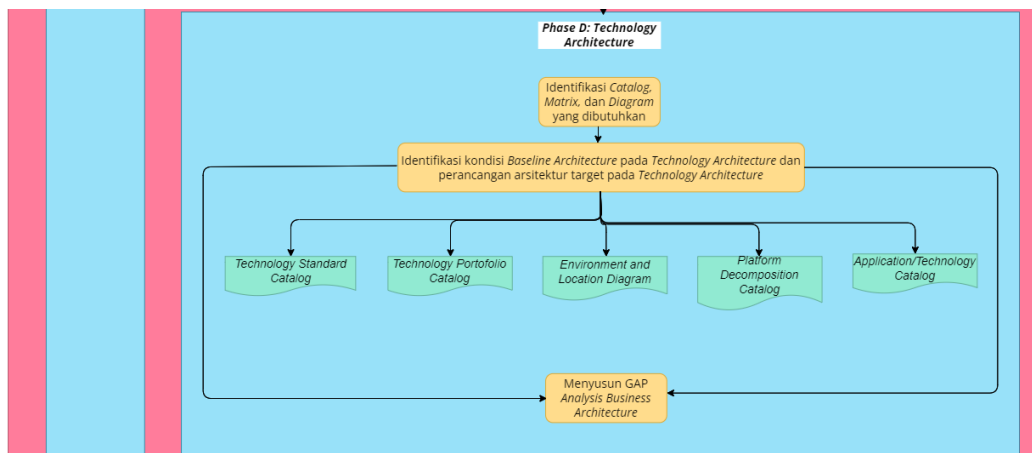 Phase D: Technology
Architecture
Identifikasi Catalog,
Matrix, dan Diagram
yang dibutuhkan
Identifikasi kondisi Baseline Architecture pada Technology Architecture dan
perancangan arsitektur target pada Technology Architecture
Technology Standard
Catalog
Technology Portofolio
Catalog
Environment and
Location Diagram
Platform
Decomposition
Catalog
Application/Technology
Catalog
Menyusun GAP
Analysis Business
Architecture